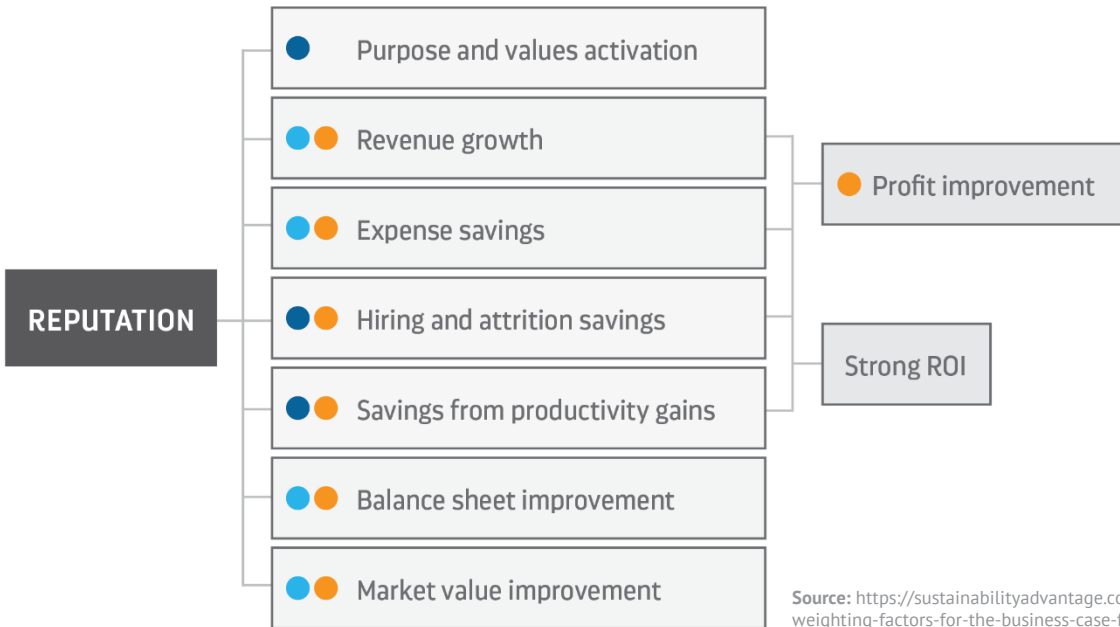 Purpose and values activation
Revenue growth
Expense savings
Hiring and attrition savings
Savings from productivity gains
Balance sheet improvement
Market value improvement
REPUTATION
Profit improvement
Strong ROI
Source: https://sustainabilityadvantage.co
weighting-factors-for-the-business-case-f